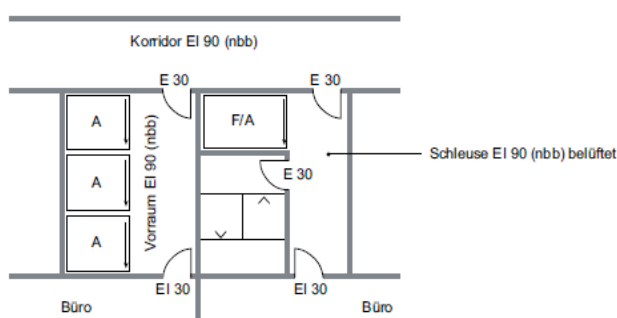 Korridor EI 90 (nbb)
E 30
E 30
A
F/A
Vorraum EI 90 (nbb)
Schleuse EI 90 (nbb) belüftet
A
E 30
A
EI 30
EI 30
Büro
Büro